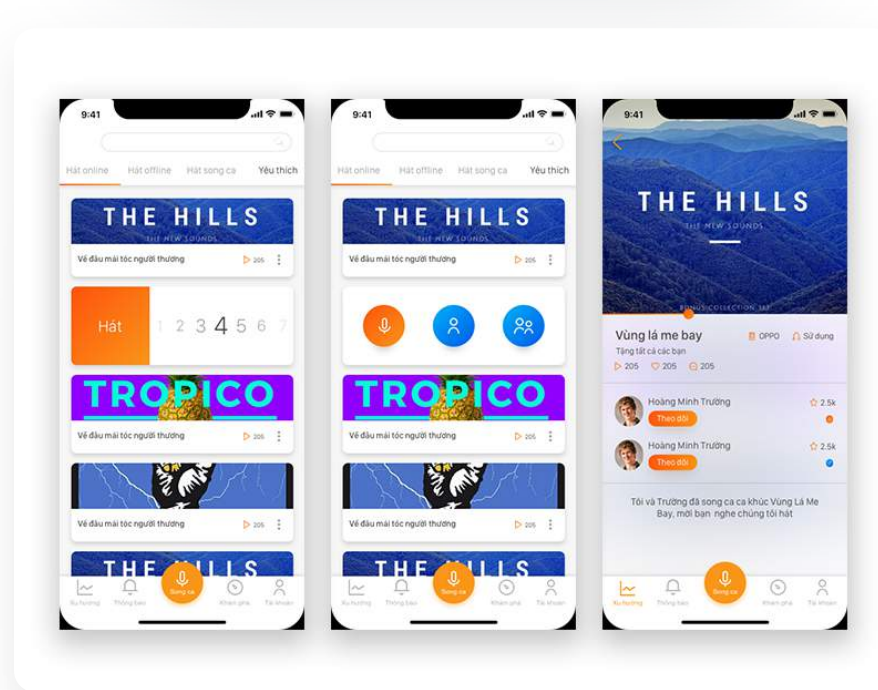 9:41
Hát online Hát offline Hát song ca Yêu thích
THE HILLS
THE NEW SOUNDS
Về đâu mái tóc người thương 205
Hát 1 2 3 4 5 6 7
TROPICO
Về đâu mái tóc người thương 205
Về đâu mái tóc người thương 205
THE HILLS
Xu hướng Thông báo Song ca Khám phá Tài khoản
9:41
Hát online Hát offline Hát song ca Yêu thích
THE HILLS
THE NEW SOUNDS
Về đâu mái tóc người thương 205
TROPICO
Về đâu mái tóc người thương 205
Về đâu mái tóc người thương 205
THE HILLS
Xu hướng Thông báo Song ca Khám phá Tài khoản
9:41
THE HILLS
THE NEW SOUNDS
BONUS COLLECTION
Vùng lá me bay OPPO Sử dụng
Tặng tất cả các bạn
205 205 205
Hoàng Minh Trường 2.5k
Theo dõi
Hoàng Minh Trường 2.5k
Theo dõi
Tôi và Trường đã song ca ca khúc Vùng Lá Me
Bay, mời bạn nghe chúng tôi hát
Xu hướng Thông báo Song ca Khám phá Tài khoản